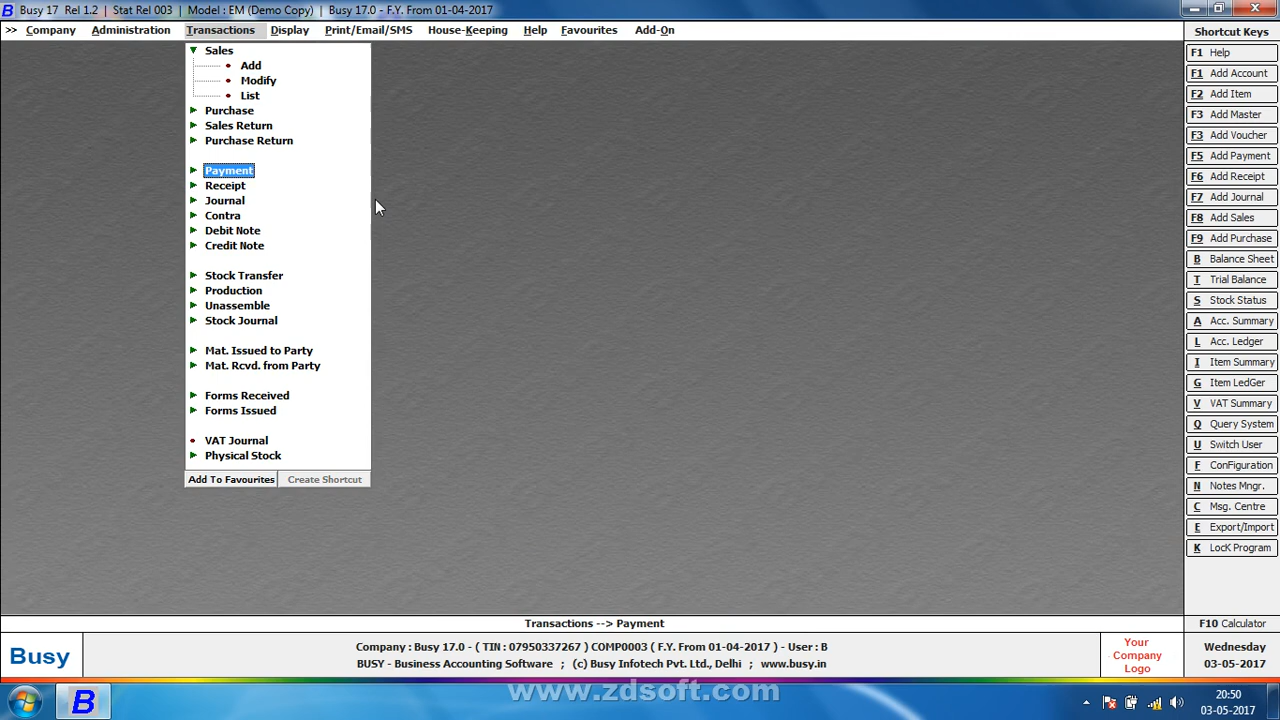 Busy 17 Rel 1.2 | Stat Rel 003 | Model : EM (Demo Copy) | Busy 17.0 - F.Y. From 01-04-2017
>> Company Administration Transactions Display Print/Email/SMS House-Keeping Help Favourites Add-On
Sales
Add
Modify
List
Purchase
Sales Return
Purchase Return
Payment
Receipt
Journal
Contra
Debit Note
Credit Note
Stock Transfer
Production
Unassemble
Stock Journal
Mat. Issued to Party
Mat. Rcvd. from Party
Forms Received
Forms Issued
VAT Journal
Physical Stock
Add To Favourites Create Shortcut
Shortcut Keys
F1 Help
F1 Add Account
F2 Add Item
F3 Add Master
F3 Add Voucher
F5 Add Payment
F6 Add Receipt
F7 Add Journal
F8 Add Sales
F9 Add Purchase
B Balance Sheet
T Trial Balance
S Stock Status
A Acc. Summary
L Acc. Ledger
I Item Summary
G Item LedGer
V VAT Summary
Q Query System
U Switch User
F ConFiguration
N Notes Mngr.
C Msg. Centre
E Export/Import
K LocK Program
F10 Calculator
Transactions --> Payment
Busy
Company : Busy 17.0 - ( TIN : 07950337267 ) COMP0003 ( F.Y. From 01-04-2017 ) - User : B
BUSY - Business Accounting Software ; (c) Busy Infotech Pvt. Ltd., Delhi ; www.busy.in
Your
Company
Logo
Wednesday
03-05-2017
www.zdsoft.com
B
20:50
03-05-2017